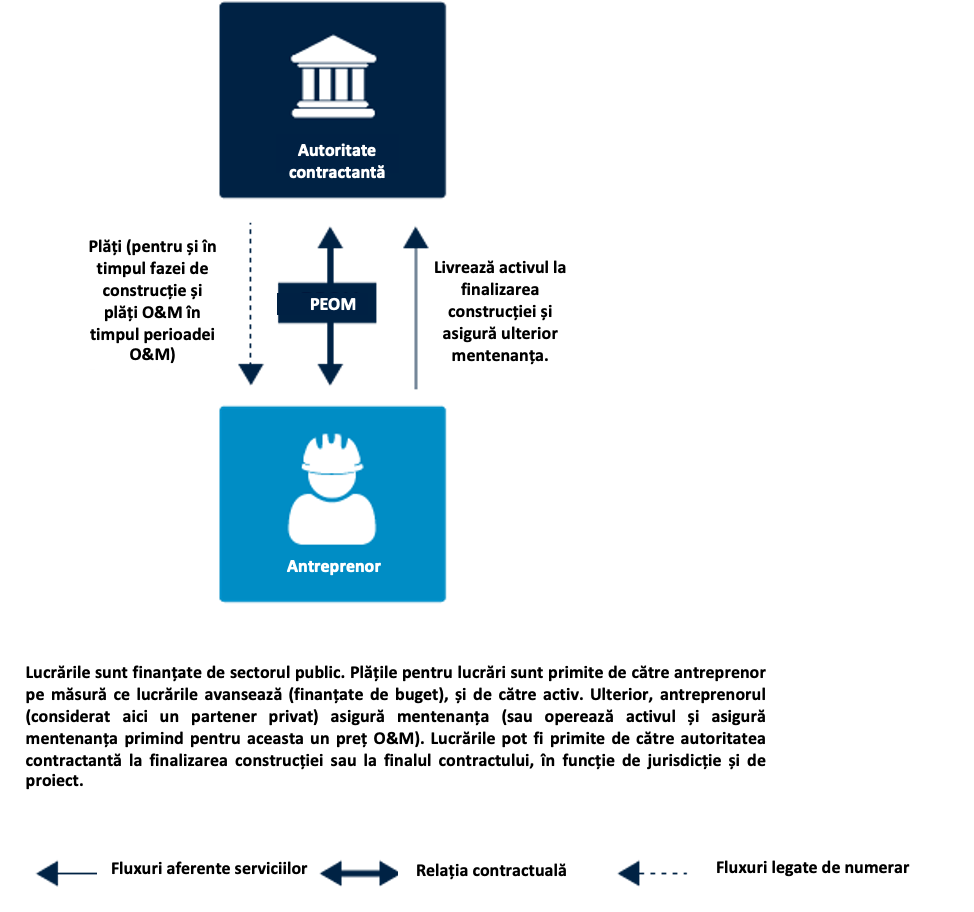 Autoritate
contractantă
Plăți (pentru și în
timpul fazei de
construcție și
plăți O&M în
timpul perioadei
O&M)
PEOM
Livrează activul la
finalizarea
construcției și
asigură ulterior
mentenanța.
Antreprenor
Lucrările sunt finanțate de sectorul public. Plățile pentru lucrări sunt primite de către antreprenor
pe măsură ce lucrările avansează (finanțate de buget), și de către activ. Ulterior, antreprenorul
(considerat aici un partener privat) asigură mentenanța (sau operează activul și asigură
mentenanța primind pentru aceasta un preț O&M). Lucrările pot fi primite de către autoritatea
contractantă la finalizarea construcției sau la finalul contractului, în funcție de jurisdicție și de
proiect.
Fluxuri aferente serviciilor
Relația contractuală
Fluxuri legate de numerar